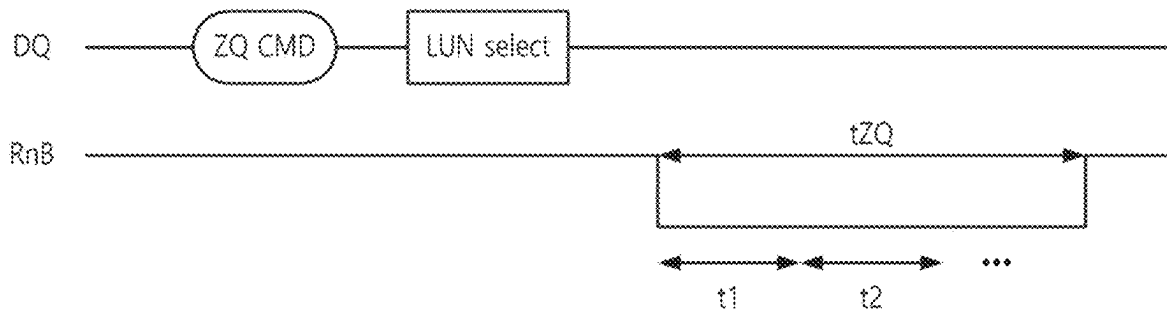 DQ ZQ CMD LUN select
RnB tZQ
t1 t2 •••